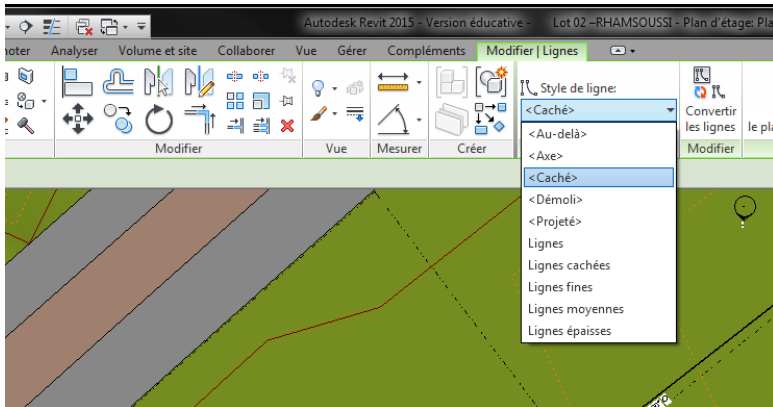 Autodesk Revit 2015 - Version éducative - Lot 02 –RHAMSOUSSI - Plan d'étage: Pla
noter Analyser Volume et site Collaborer Vue Gérer Compléments Modifier | Lignes
Style de ligne:
<Caché>
Convertir
les lignes le pla
Modifier Vue Mesurer Créer Modifier
<Au-delà>
<Axe>
<Caché>
<Démoli>
<Projeté>
Lignes
Lignes cachées
Lignes fines
Lignes moyennes
Lignes épaisses